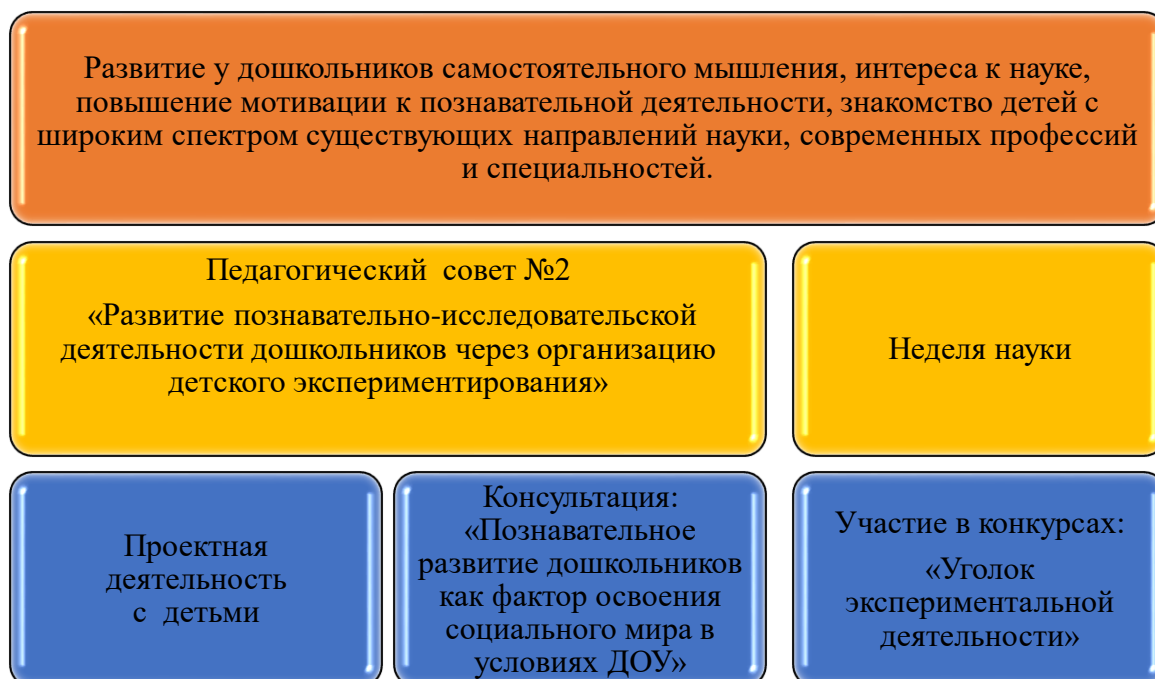 Развитие у дошкольников самостоятельного мышления, интереса к науке,
повышение мотивации к познавательной деятельности, знакомство детей с
широким спектром существующих направлений науки, современных профессий
и специальностей.
Педагогический совет №2
«Развитие познавательно-исследовательской
деятельности дошкольников через организацию
детского экспериментирования»
Неделя науки
Проектная
деятельность
с детьми
Консультация:
«Познавательное
развитие дошкольников
как фактор освоения
социального мира в
условиях ДОУ»
Участие в конкурсах:
«Уголок
экспериментальной
деятельности»